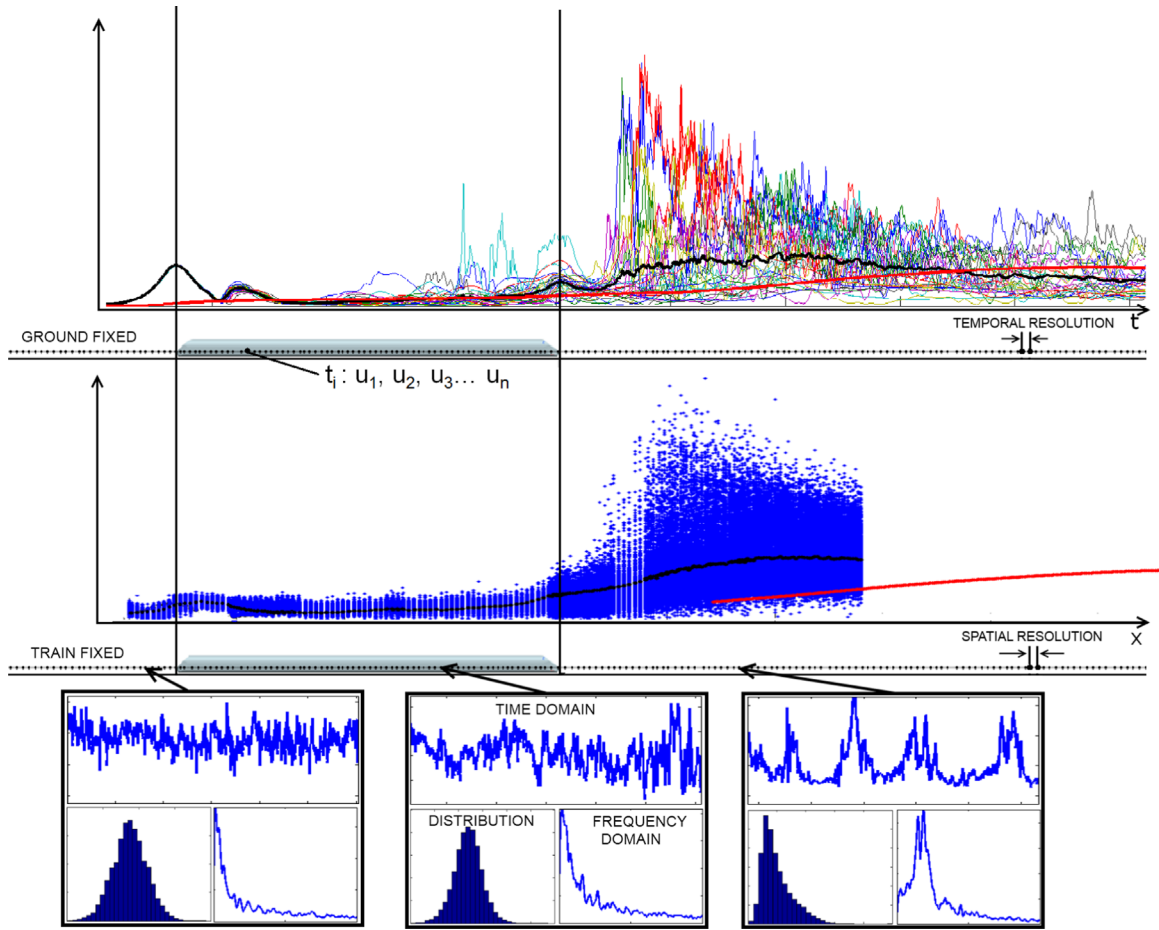 t
GROUND FIXED
TEMPORAL RESOLUTION
tᵢ : u₁, u₂, u₃... uₙ
x
TRAIN FIXED
SPATIAL RESOLUTION
TIME DOMAIN
DISTRIBUTION
FREQUENCY
DOMAIN